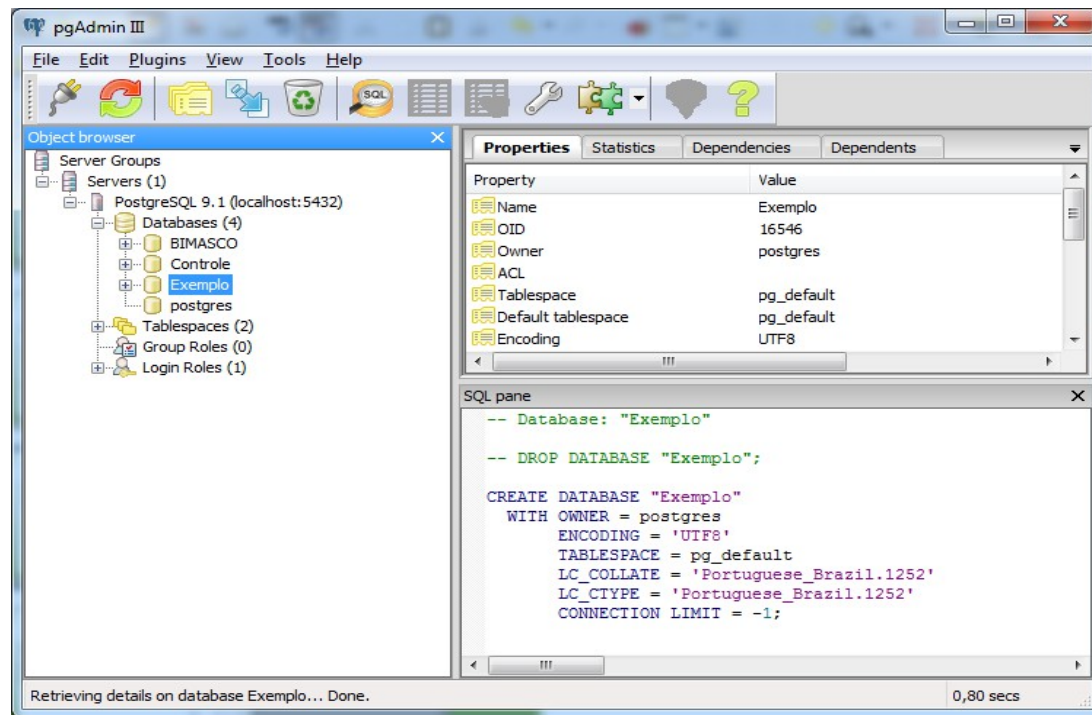 pgAdmin III
File Edit Plugins View Tools Help
SQL
Object browser
Server Groups
Servers (1)
PostgreSQL 9.1 (localhost:5432)
Databases (4)
BIMASCO
Controle
Exemplo
postgres
Tablespaces (2)
Group Roles (0)
Login Roles (1)
Properties Statistics Dependencies Dependents
Property Value
Name Exemplo
OID 16546
Owner postgres
ACL
Tablespace pg_default
Default tablespace pg_default
Encoding UTF8
SQL pane
-- Database: "Exemplo"
-- DROP DATABASE "Exemplo";
CREATE DATABASE "Exemplo"
WITH OWNER = postgres
ENCODING = 'UTF8'
TABLESPACE = pg_default
LC_COLLATE = 'Portuguese_Brazil.1252'
LC_CTYPE = 'Portuguese_Brazil.1252'
CONNECTION LIMIT = -1;
Retrieving details on database Exemplo... Done. 0,80 secs